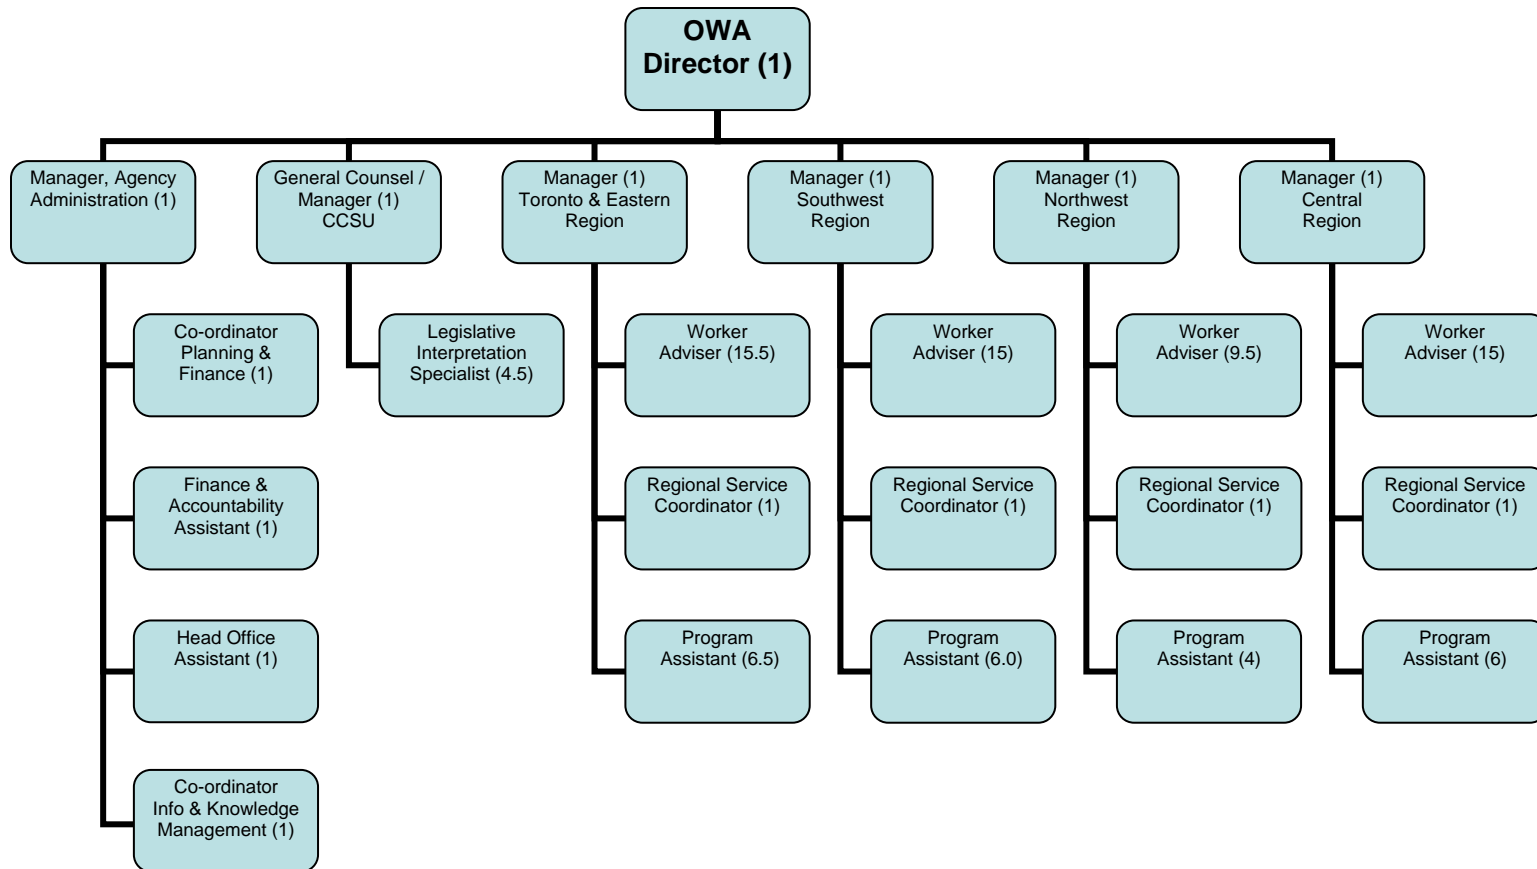 OWA
Director (1)
Manager, Agency
Administration (1)
General Counsel /
Manager (1)
CCSU
Manager (1)
Toronto & Eastern
Region
Manager (1)
Southwest
Region
Manager (1)
Northwest
Region
Manager (1)
Central
Region
Co-ordinator
Planning &
Finance (1)
Legislative
Interpretation
Specialist (4.5)
Worker
Adviser (15.5)
Worker
Adviser (15)
Worker
Adviser (9.5)
Worker
Adviser (15)
Finance &
Accountability
Assistant (1)
Regional Service
Coordinator (1)
Regional Service
Coordinator (1)
Regional Service
Coordinator (1)
Regional Service
Coordinator (1)
Head Office
Assistant (1)
Program
Assistant (6.5)
Program
Assistant (6.0)
Program
Assistant (4)
Program
Assistant (6)
Co-ordinator
Info & Knowledge
Management (1)